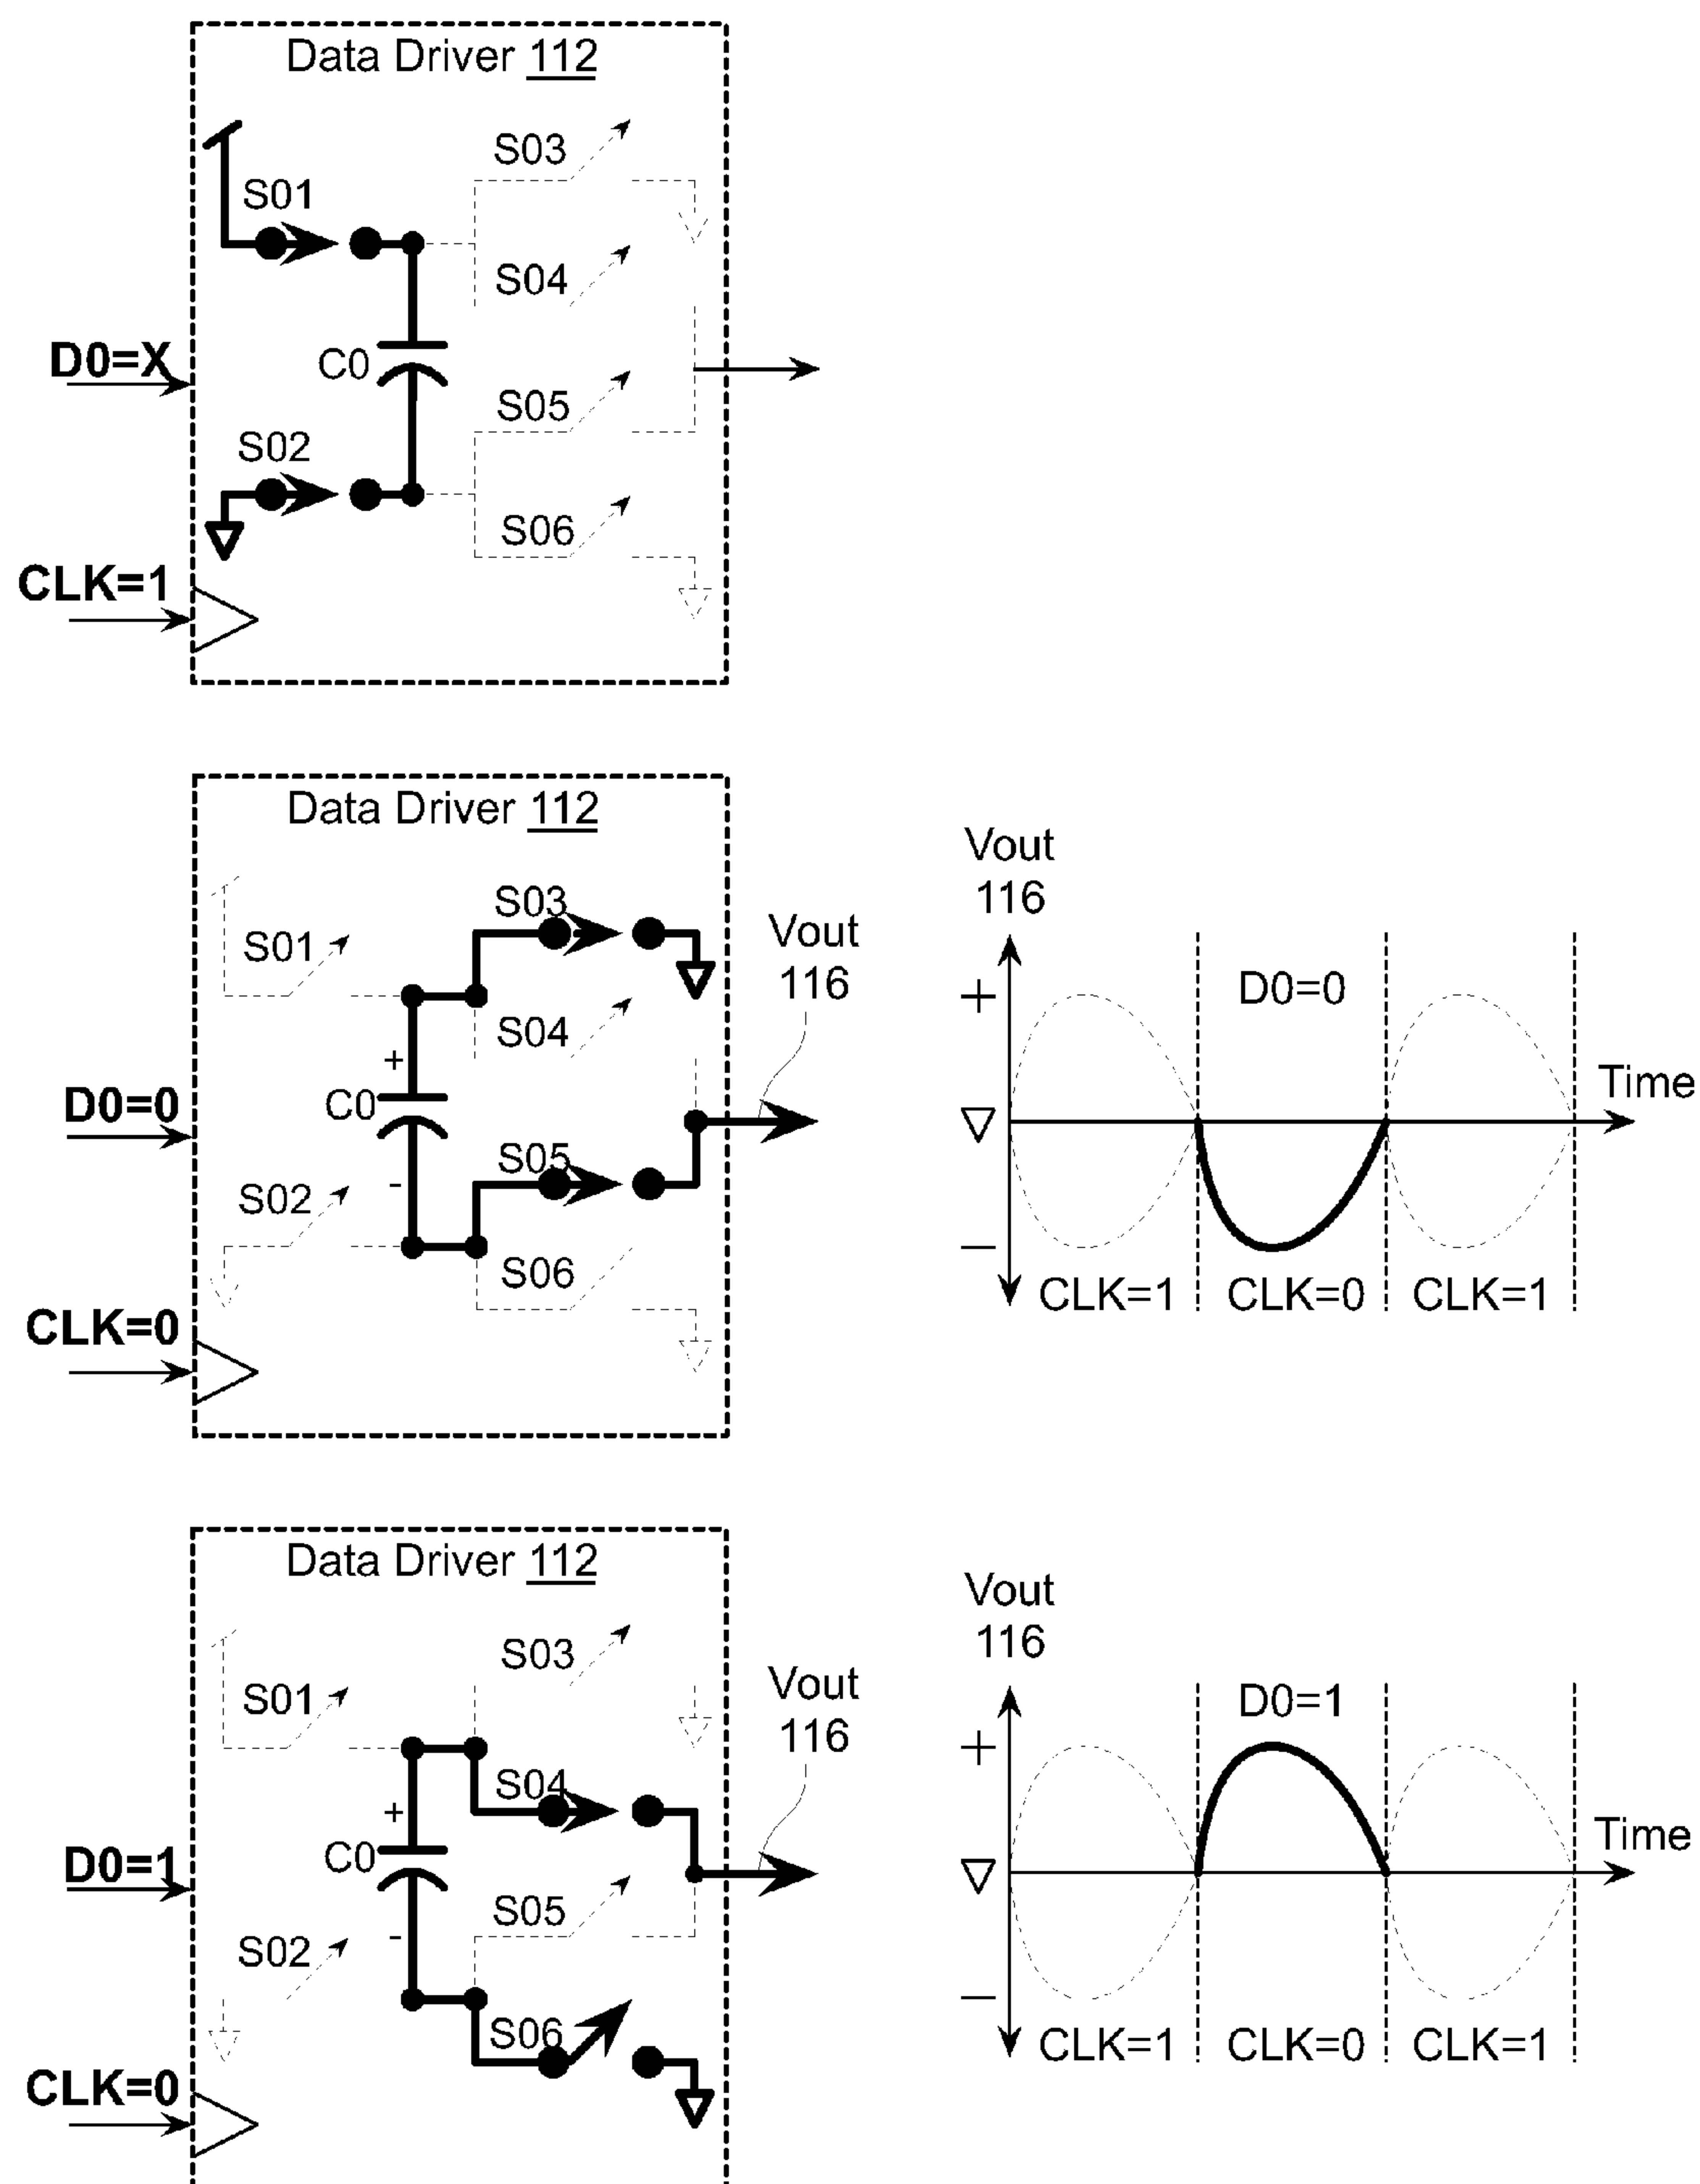 Data Driver 112
S03
S01
S04
D0=X
C0
S05
S02
S06
CLK=1
Data Driver 112
Vout
116
S03
Vout
116
S01
D0=0
+
S04
+
Time
D0=0
C0
S05
-
S02
−
S06
CLK=1
CLK=0
CLK=1
CLK=0
Data Driver 112
Vout
116
S03
Vout
116
S01
D0=1
+
S04
+
Time
D0=1
C0
S05
-
S02
−
S06
CLK=1
CLK=0
CLK=1
CLK=0